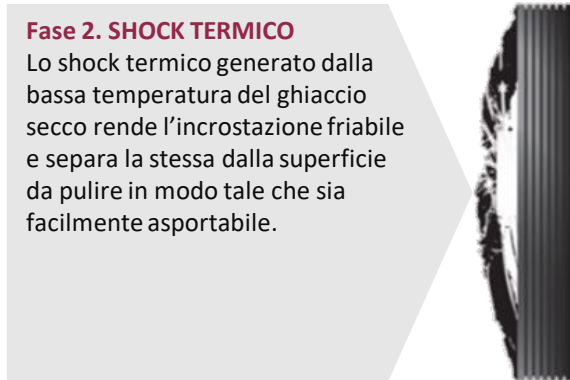 Fase 2. SHOCK TERMICO
Lo shock termico generato dalla
bassa temperatura del ghiaccio
secco rende l’incrostazione friabile
e separa la stessa dalla superficie
da pulire in modo tale che sia
facilmente asportabile.